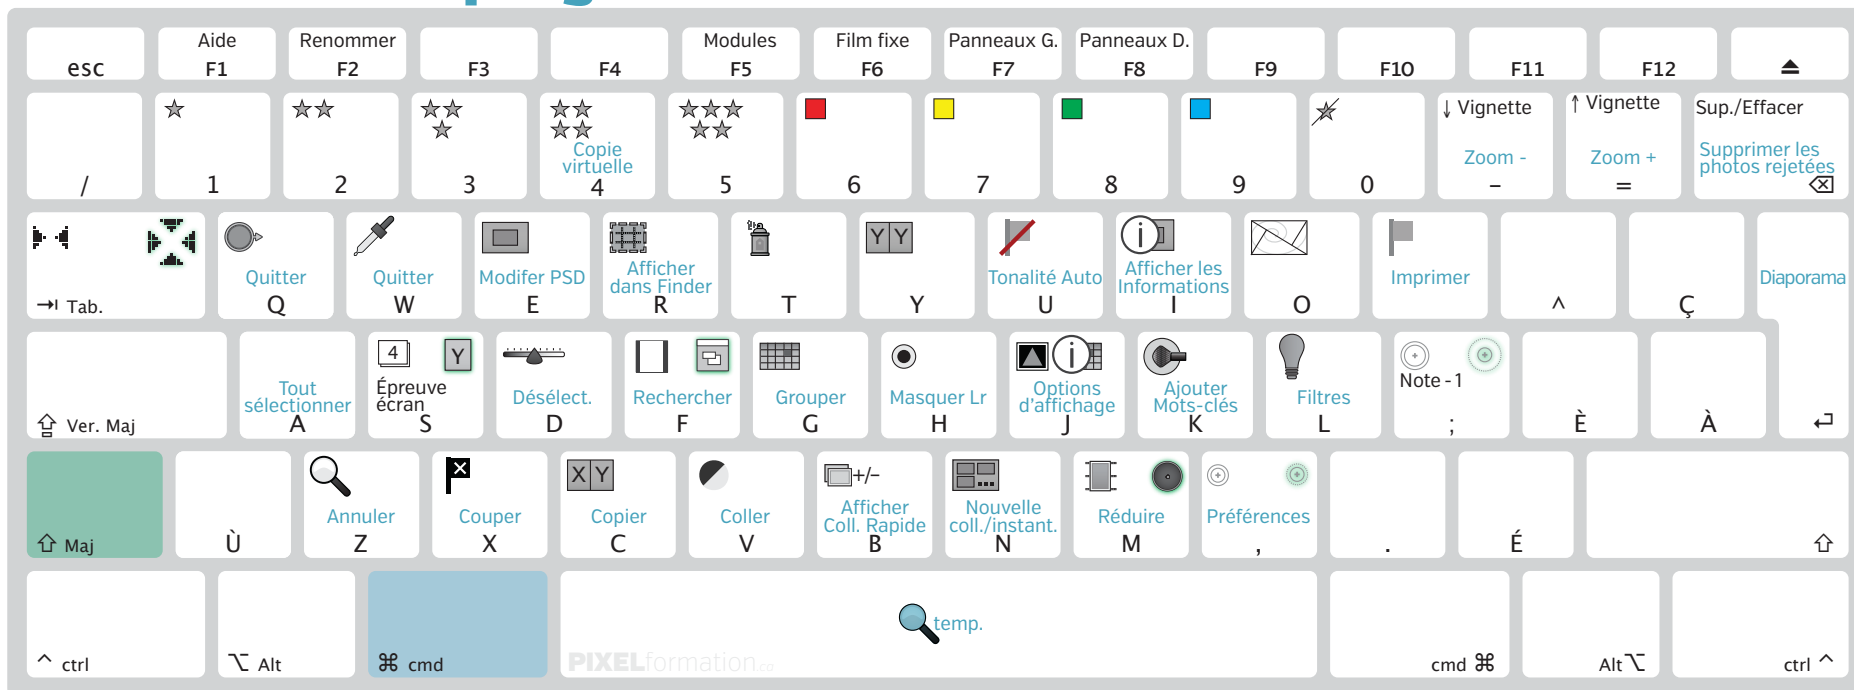 esc
Aide
F1
Renommer
F2
F3
F4
Modules
F5
Film fixe
F6
Panneaux G.
F7
Panneaux D.
F8
F9
F10
F11
F12
/
1
2
3
Copie
virtuelle
4
5
6
7
8
9
0
↓ Vignette
Zoom -
–
↑ Vignette
Zoom +
=
Sup./Effacer
Supprimer les
photos rejetées
Tab.
Quitter
Q
Quitter
W
Modifer PSD
E
Afficher
dans Finder
R
T
Y Y
Y
Tonalité Auto
U
i
Afficher les
Informations
I
O
Imprimer
P
^
Ç
Diaporama
Ver. Maj
Tout
sélectionner
A
4 Y
Épreuve
écran
S
Désélect.
D
Rechercher
F
Grouper
G
Masquer Lr
H
i
Options
d'affichage
J
Ajouter
Mots-clés
K
Filtres
L
Note - 1
;
È
À
Maj
Ù
Annuler
Z
Couper
X
X Y
Copier
C
Coller
V
+/–
Afficher
Coll. Rapide
B
Nouvelle
coll./instant.
N
Réduire
M
Préférences
,
.
É
^ ctrl
Alt
⌘ cmd
PIXELformation.ca
temp.
cmd ⌘
Alt
ctrl ^